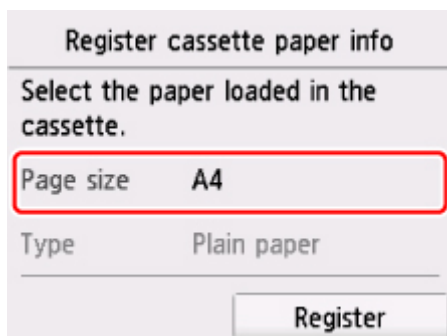 Register cassette paper info
Select the paper loaded in the
cassette.
Page size A4
Type Plain paper
Register